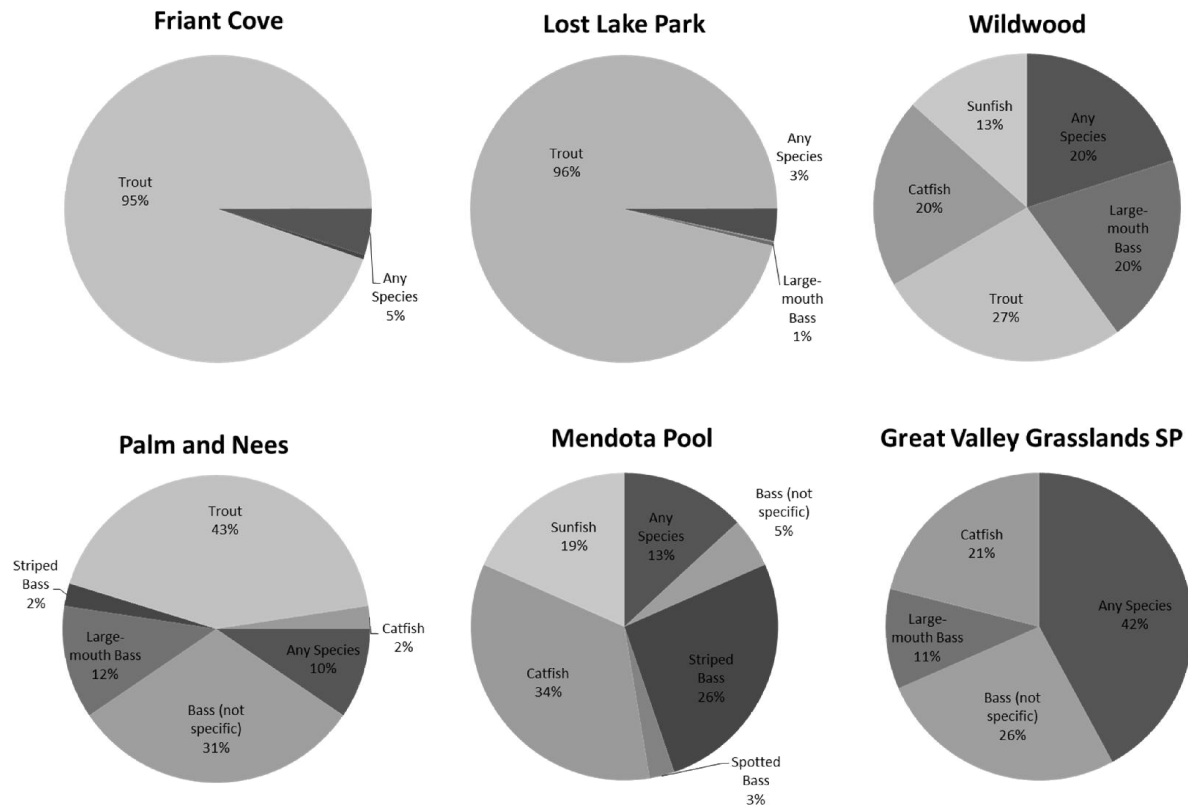 Friant Cove
Trout
95%
Any
Species
5%
Lost Lake Park
Trout
96%
Any
Species
3%
Large-
mouth
Bass
1%
Wildwood
Sunfish
13%
Any
Species
20%
Catfish
20%
Large-
mouth
Bass
20%
Trout
27%
Palm and Nees
Trout
43%
Striped
Bass
2%
Catfish
2%
Large-
mouth Bass
12%
Any Species
10%
Bass (not
specific)
31%
Mendota Pool
Sunfish
19%
Any
Species
13%
Bass (not
specific)
5%
Catfish
34%
Striped
Bass
26%
Spotted
Bass
3%
Great Valley Grasslands SP
Catfish
21%
Any Species
42%
Large-
mouth Bass
11%
Bass (not
specific)
26%